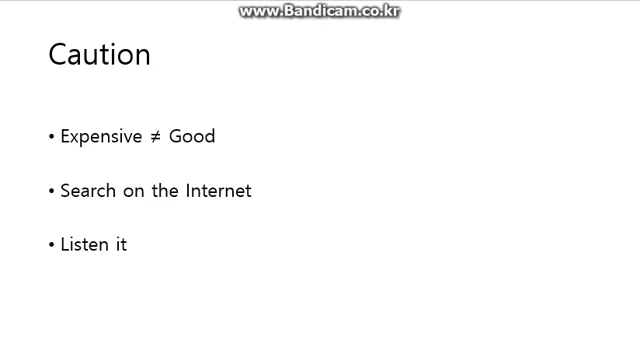 www.Bandicam.co.kr
Caution
• Expensive ≠ Good
• Search on the Internet
• Listen it